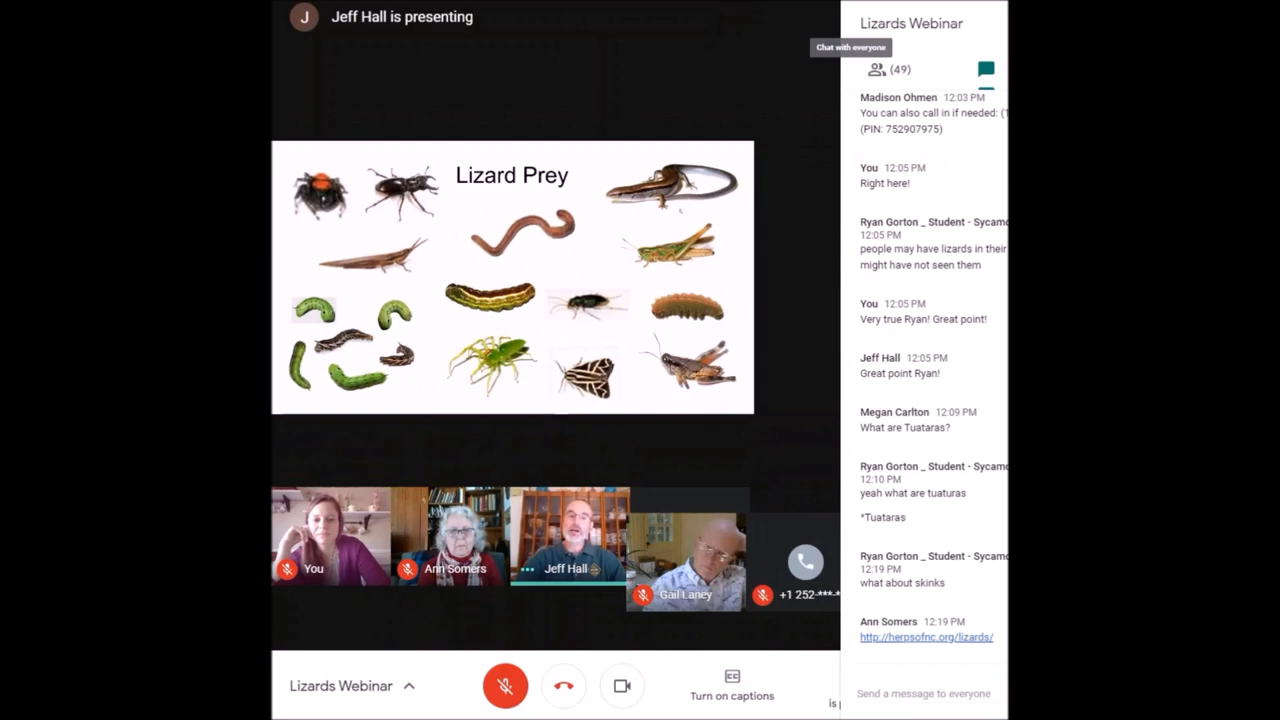 J
Jeff Hall is presenting
Lizards Webinar
Chat with everyone
(49)
Lizard Prey
Madison Ohmen 12:03 PM
You can also call in if needed: (1
(PIN: 752907975)
You 12:05 PM
Right here!
Ryan Gorton _ Student - Sycamo
12:05 PM
people may have lizards in their
might have not seen them
You 12:05 PM
Very true Ryan! Great point!
Jeff Hall 12:05 PM
Great point Ryan!
Megan Carlton 12:09 PM
What are Tuataras?
Ryan Gorton _ Student - Sycamo
12:10 PM
yeah what are tuaturas
*Tuataras
Ryan Gorton _ Student - Sycamo
12:19 PM
what about skinks
Ann Somers 12:19 PM
http://herpsofnc.org/lizards/
Send a message to everyone
You
Ann Somers
Jeff Hall
Gail Laney
+1 252-***-*
Lizards Webinar
CC
Turn on captions
is p